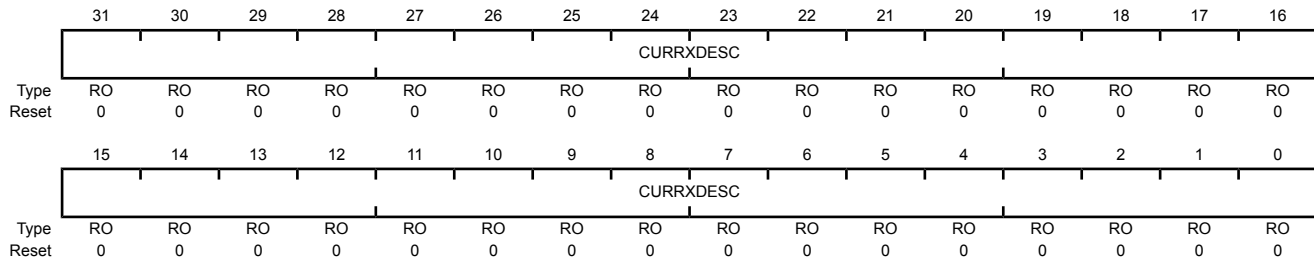 31 30 29 28 27 26 25 24 23 22 21 20 19 18 17 16
CURRXDESC
Type RO RO RO RO RO RO RO RO RO RO RO RO RO RO RO RO
Reset 0 0 0 0 0 0 0 0 0 0 0 0 0 0 0 0
15 14 13 12 11 10 9 8 7 6 5 4 3 2 1 0
CURRXDESC
Type RO RO RO RO RO RO RO RO RO RO RO RO RO RO RO RO
Reset 0 0 0 0 0 0 0 0 0 0 0 0 0 0 0 0